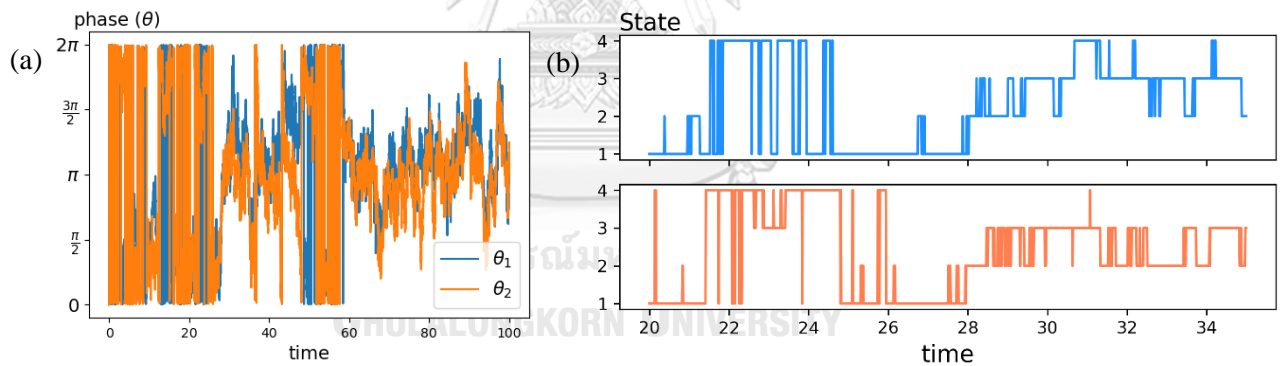 phase (θ)
(a)
2π
3π/2
π
π/2
0
θ₁
θ₂
0
20
40
60
80
100
time
State
(b)
4
3
2
1
4
3
2
1
20
22
24
26
28
30
32
34
time
CHULALONGKORN UNIVERSITY